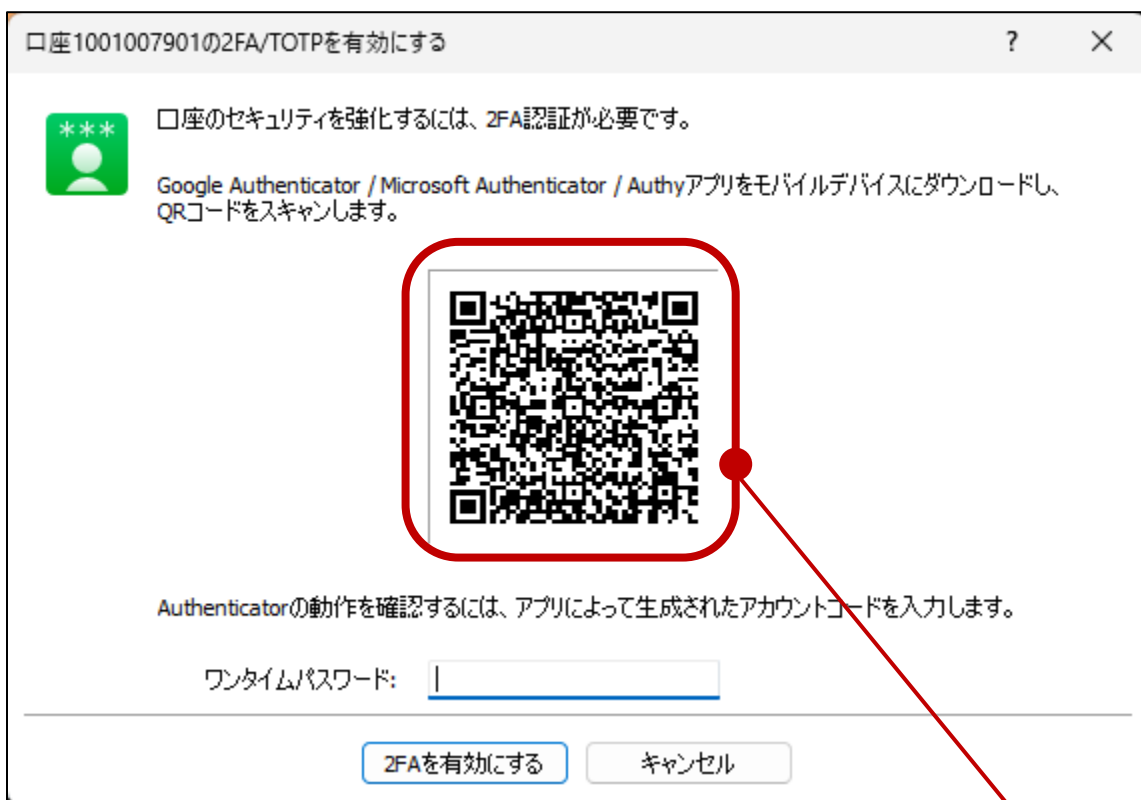 口座1001007901の2FA/TOTPを有効にする ? ×
***
口座のセキュリティを強化するには、2FA認証が必要です。
Google Authenticator / Microsoft Authenticator / Authyアプリをモバイルデバイスにダウンロードし、
QRコードをスキャンします。
Authenticatorの動作を確認するには、アプリによって生成されたアカウントコードを入力します。
ワンタイムパスワード:
2FAを有効にする キャンセル